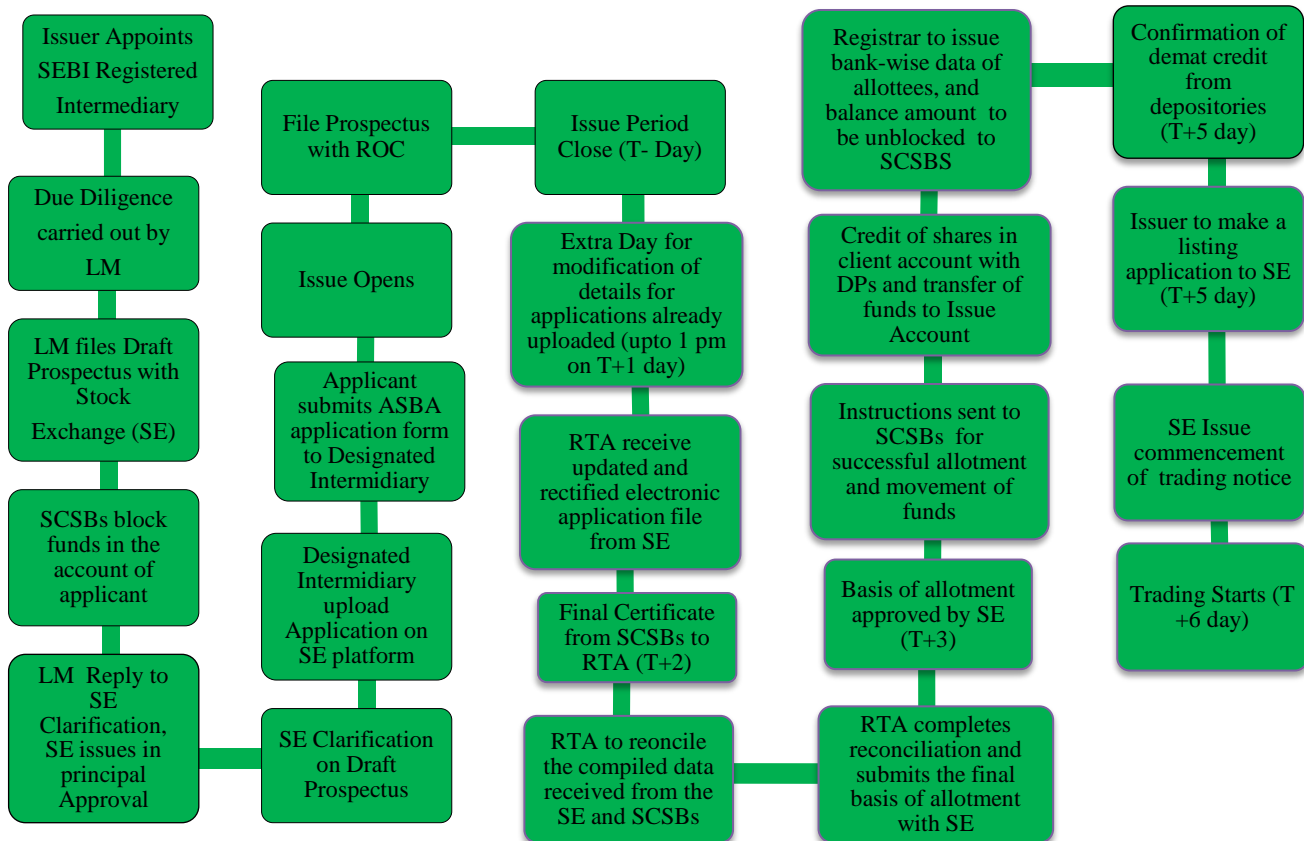 Issuer Appoints
SEBI Registered
Intermediary
Due Diligence
carried out by
LM
LM files Draft
Prospectus with
Stock
Exchange (SE)
SCSBs block
funds in the
account of
applicant
LM Reply to
SE
Clarification,
SE issues in
principal
Approval
SE Clarification
on Draft
Prospectus
Designated
Intermidiary
upload
Application on
SE platform
Applicant
submits ASBA
application form
to Designated
Intermidiary
Issue Opens
File Prospectus
with ROC
Issue Period
Close (T- Day)
Extra Day for
modification of
details for
applications already
uploaded (upto 1 pm
on T+1 day)
RTA receive
updated and
rectified electronic
application file
from SE
Final Certificate
from SCSBs to
RTA (T+2)
RTA to reconcile
the compiled data
received from the
SE and SCSBs
RTA completes
reconciliation and
submits the final
basis of allotment
with SE
Basis of allotment
approved by SE
(T+3)
Instructions sent to
SCSBs for
successful allotment
and movement of
funds
Credit of shares in
client account with
DPs and transfer of
funds to Issue
Account
Registrar to issue
bank-wise data of
allottees, and
balance amount to
be unblocked to
SCSBS
Confirmation of
demat credit
from
depositories
(T+5 day)
Issuer to make a
listing
application to SE
(T+5 day)
SE Issue
commencement
of trading notice
Trading Starts (T
+6 day)